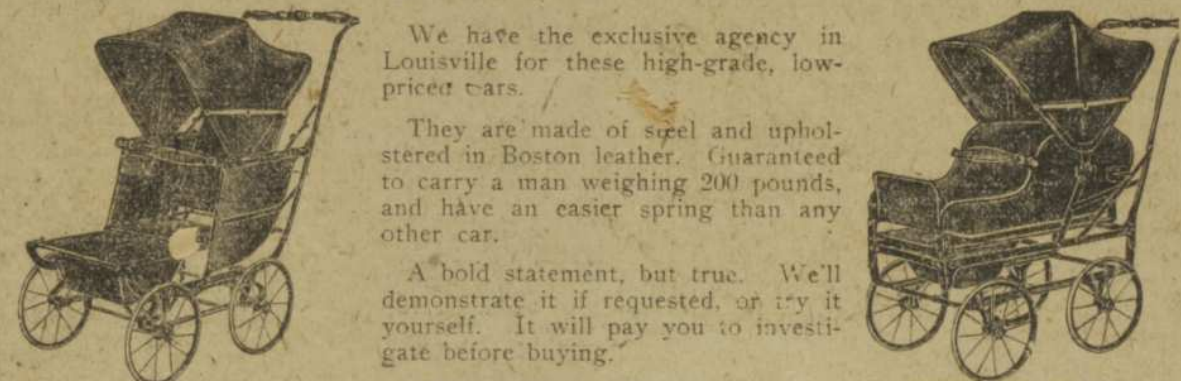 We have the exclusive agency in
Louisville for these high-grade, low-
priced cars.
They are made of steel and uphol-
stered in Boston leather. Guaranteed
to carry a man weighing 200 pounds,
and have an easier spring than any
other car.
A bold statement, but true. We'll
demonstrate it if requested, or try it
yourself. It will pay you to investi-
gate before buying.